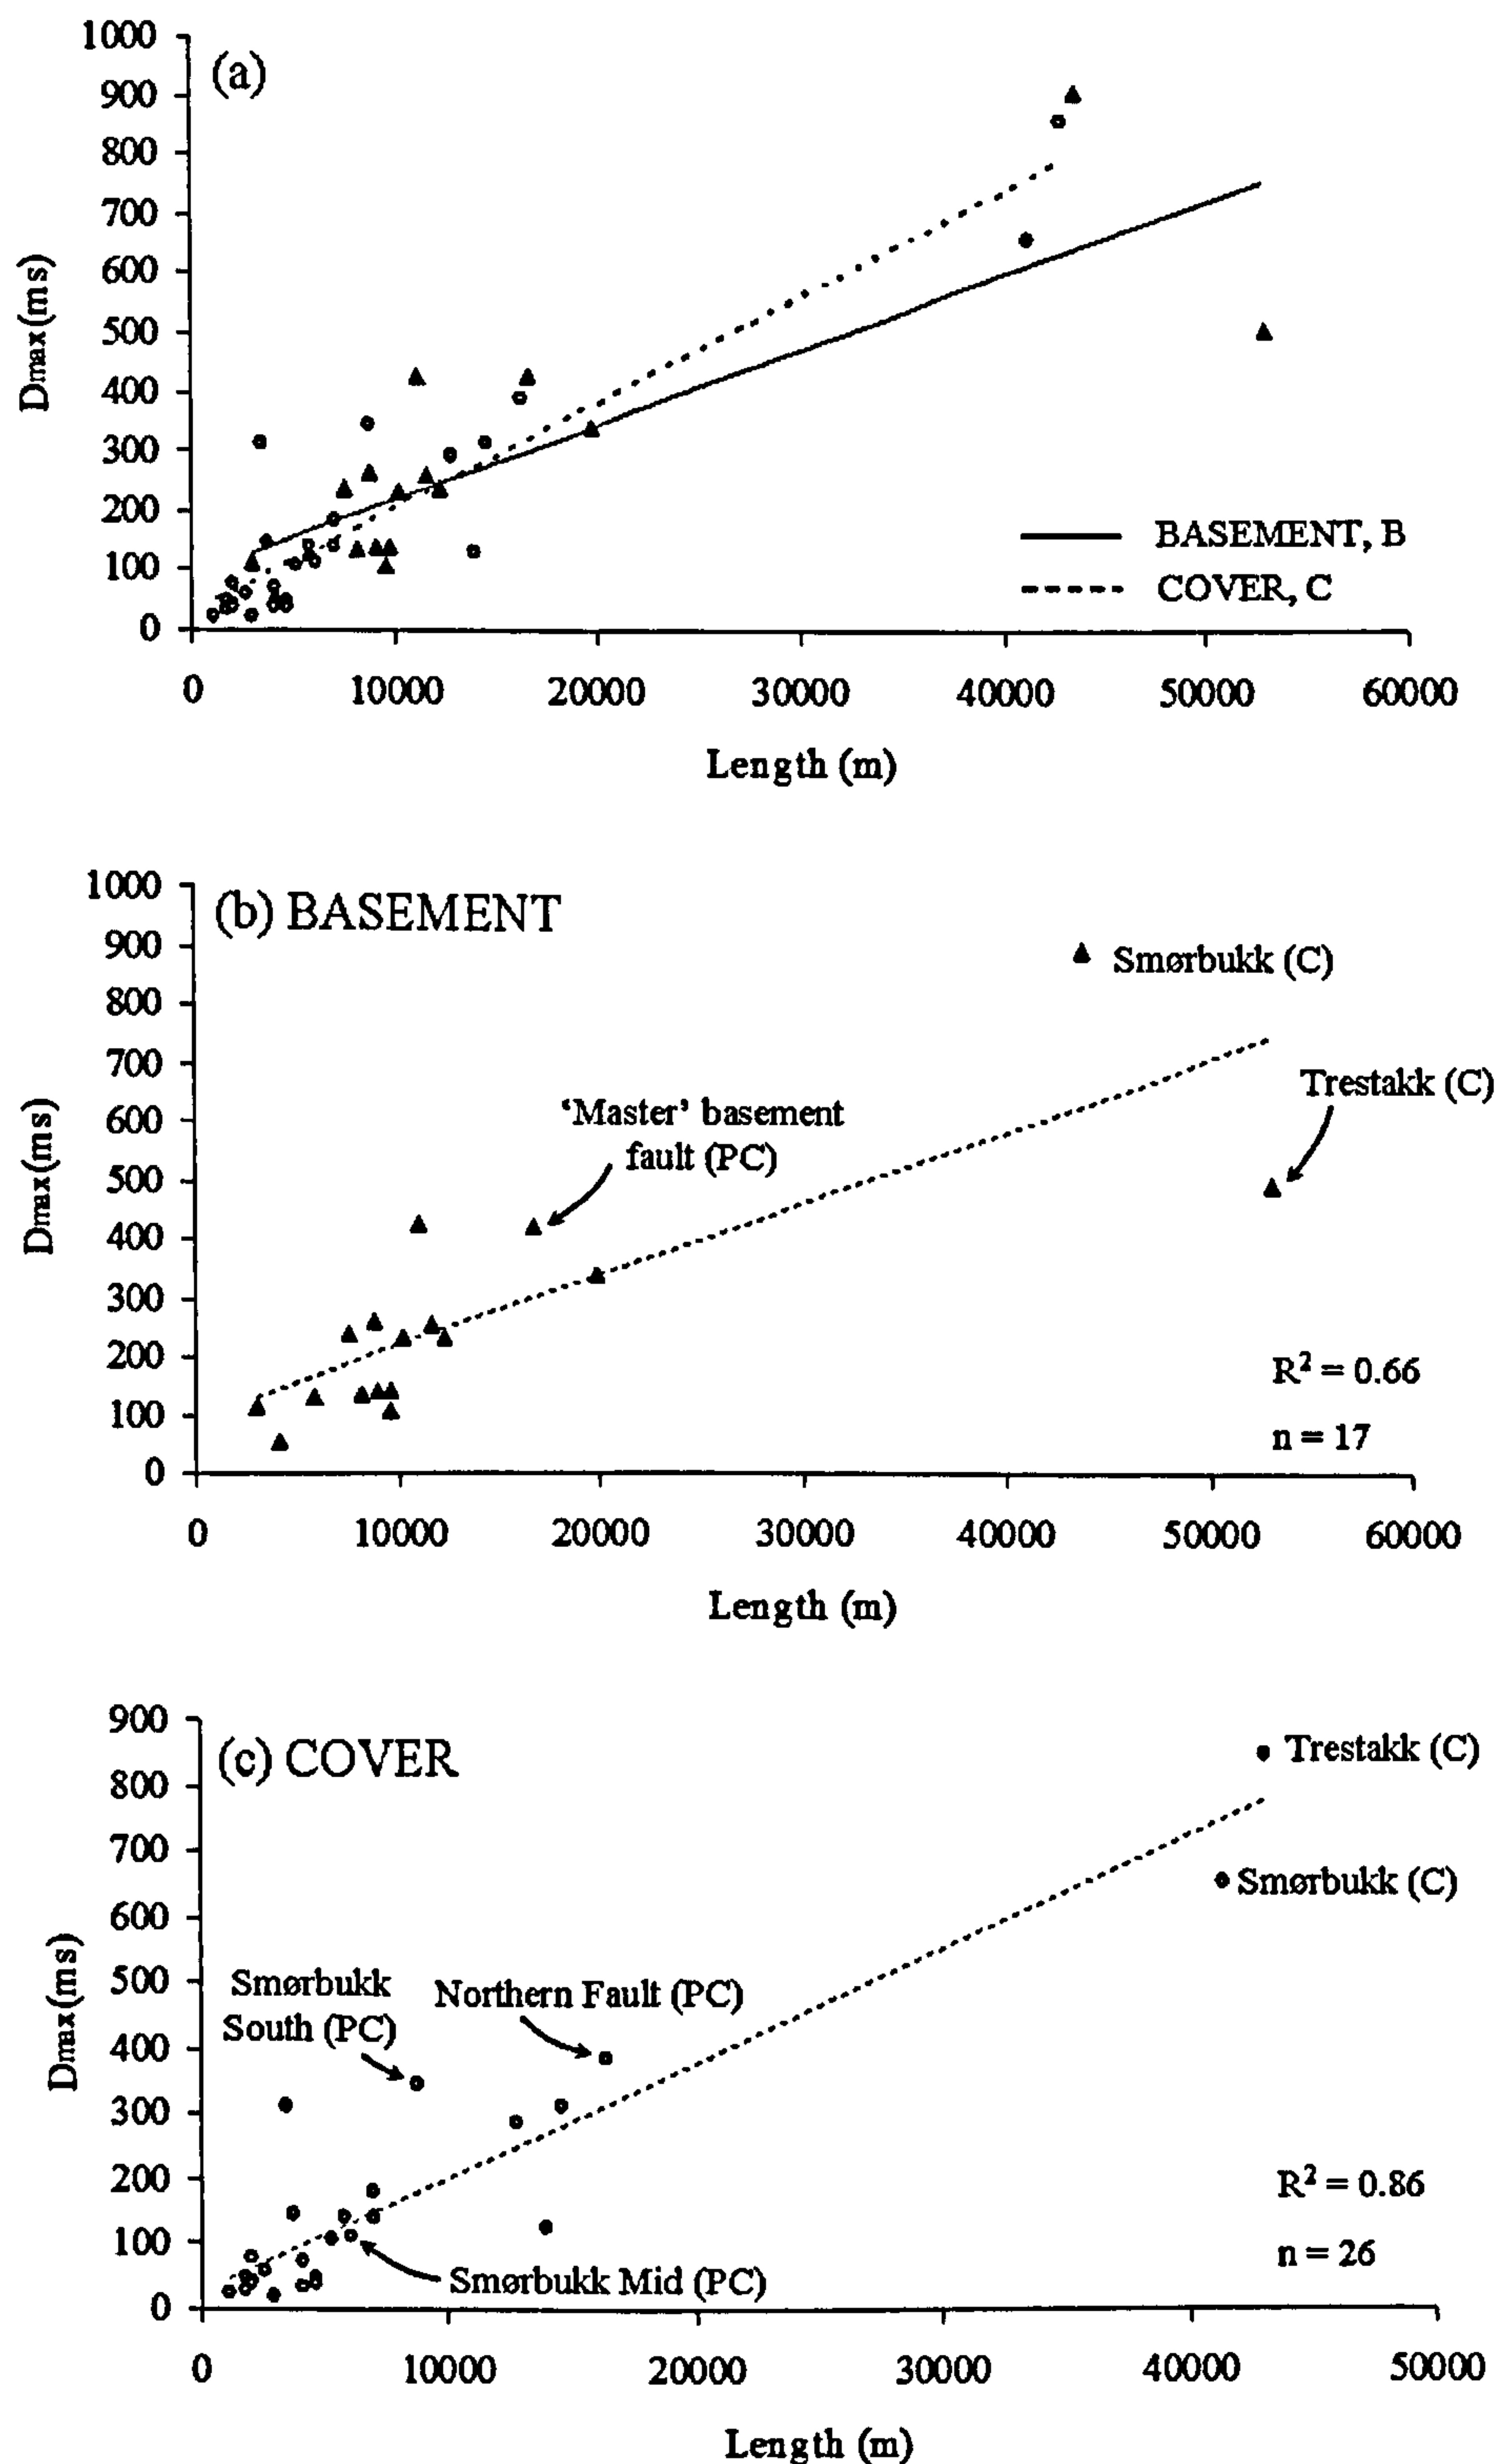 (a)
1000
900
800
700
600
500
400
300
200
100
0
Dmax(ms)
BASEMENT, B
COVER, C
0 10000 20000 30000 40000 50000 60000
Length (m)
(b) BASEMENT
1000
900
800
700
600
500
400
300
200
100
0
Dmax(ms)
Smørbukk (C)
Trestakk (C)
‘Master’ basement
fault (PC)
R² = 0.66
n = 17
0 10000 20000 30000 40000 50000 60000
Length (m)
(c) COVER
900
800
700
600
500
400
300
200
100
0
Dmax(ms)
Trestakk (C)
Smørbukk (C)
Smørbukk
South (PC)
Northern Fault (PC)
Smørbukk Mid (PC)
R² = 0.86
n = 26
0 10000 20000 30000 40000 50000
Length (m)